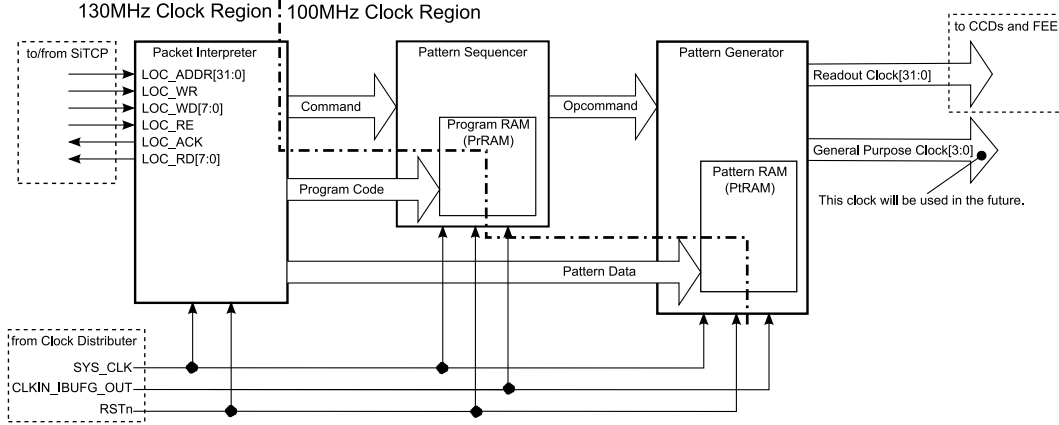 130MHz Clock Region
100MHz Clock Region
to/from SiTCP
Packet Interpreter
LOC_ADDR[31:0]
LOC_WR
LOC_WD[7:0]
LOC_RE
LOC_ACK
LOC_RD[7:0]
Command
Program Code
Pattern Sequencer
Program RAM
(PrRAM)
Opcommand
Pattern Data
Pattern Generator
Pattern RAM
(PtRAM)
to CCDs and FEE
Readout Clock[31:0]
General Purpose Clock[3:0]
This clock will be used in the future.
from Clock Distributer
SYS_CLK
CLKIN_IBUFG_OUT
RSTn